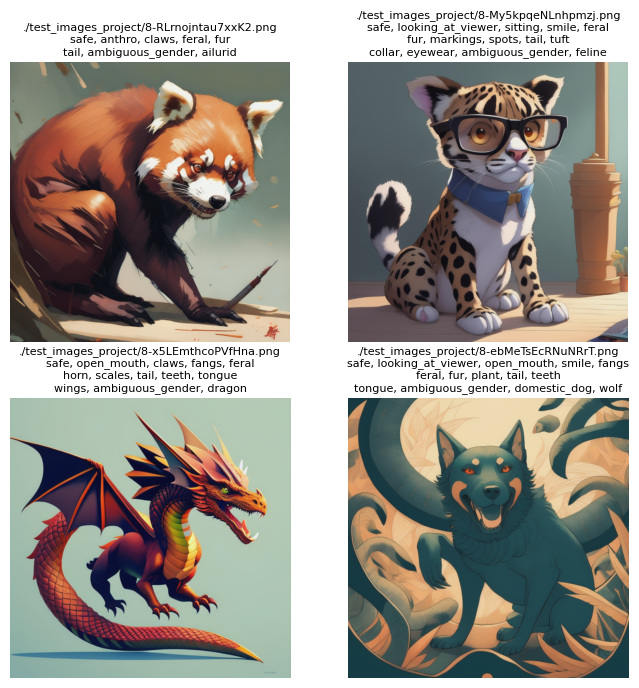 ./test_images_project/8-RLrnojntau7xxK2.png
safe, anthro, claws, feral, fur
tail, ambiguous_gender, ailurid
./test_images_project/8-My5kpqeNLnhpmzj.png
safe, looking_at_viewer, sitting, smile, feral
fur, markings, spots, tail, tuft
collar, eyewear, ambiguous_gender, feline
./test_images_project/8-x5LEmthcoPVfHna.png
safe, open_mouth, claws, fangs, feral
horn, scales, tail, teeth, tongue
wings, ambiguous_gender, dragon
./test_images_project/8-ebMeTsEcRNuNRrT.png
safe, looking_at_viewer, open_mouth, smile, fangs
feral, fur, plant, tail, teeth
tongue, ambiguous_gender, domestic_dog, wolf